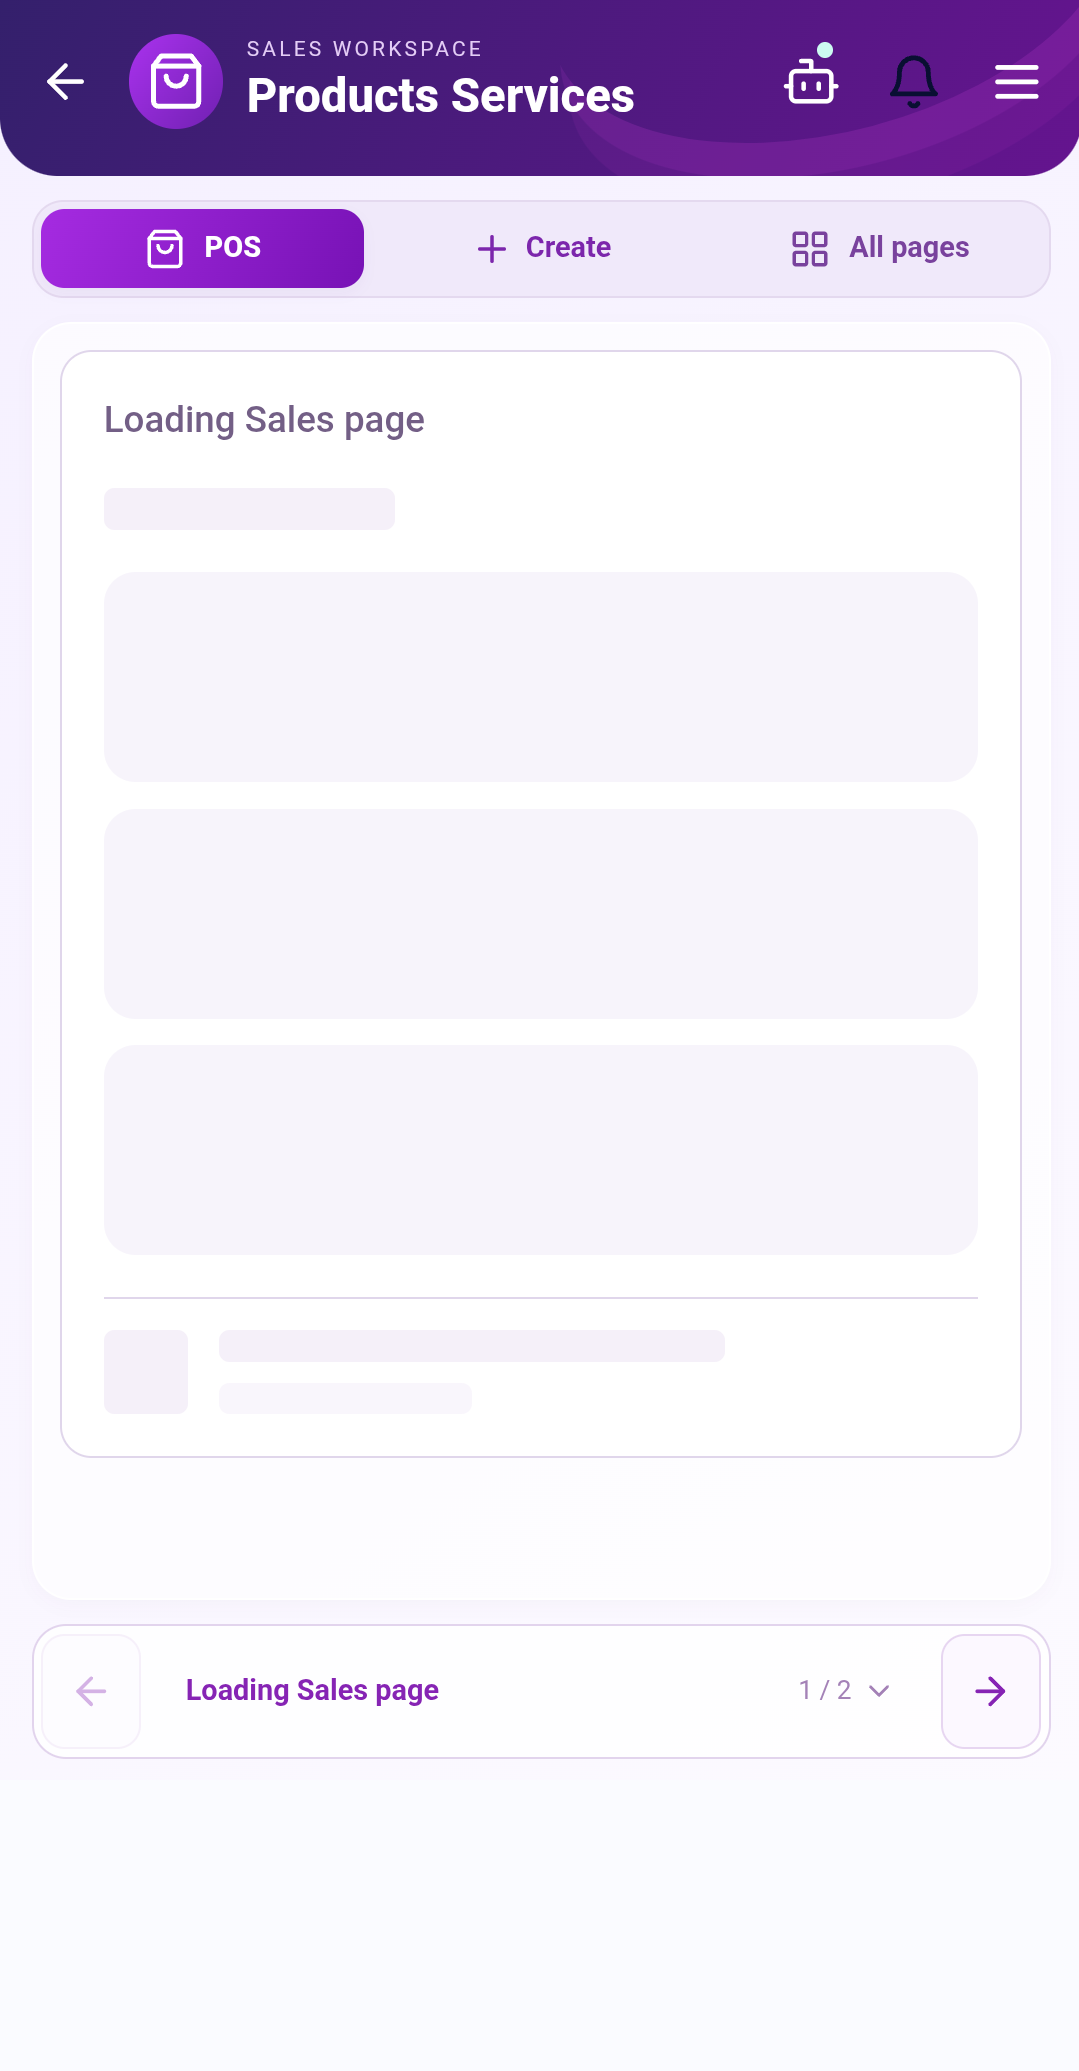 SALES WORKSPACE
Products Services
POS
Create
All pages
Loading Sales page
Loading Sales page
1 / 2